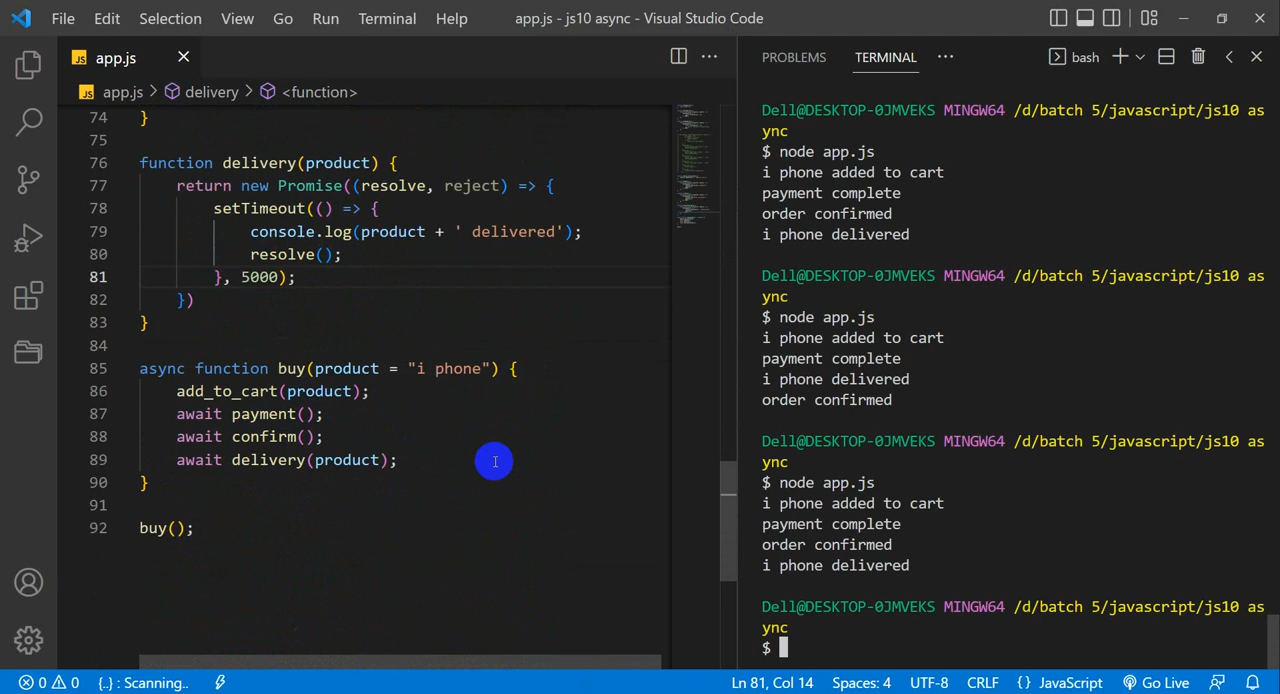 File Edit Selection View Go Run Terminal Help app.js - js10 async - Visual Studio Code
JS app.js
JS app.js > delivery > <function>
74 }
75
76 function delivery(product) {
77 return new Promise((resolve, reject) => {
78 setTimeout(() => {
79 console.log(product + ' delivered');
80 resolve();
81 }, 5000);
82 })
83 }
84
85 async function buy(product = "i phone") {
86 add_to_cart(product);
87 await payment();
88 await confirm();
89 await delivery(product);
90 }
91
92 buy();
PROBLEMS TERMINAL ... bash
Dell@DESKTOP-0JMVEKS MINGW64 /d/batch 5/javascript/js10 as
ync
$ node app.js
i phone added to cart
payment complete
order confirmed
i phone delivered
Dell@DESKTOP-0JMVEKS MINGW64 /d/batch 5/javascript/js10 as
ync
$ node app.js
i phone added to cart
payment complete
i phone delivered
order confirmed
Dell@DESKTOP-0JMVEKS MINGW64 /d/batch 5/javascript/js10 as
ync
$ node app.js
i phone added to cart
payment complete
order confirmed
i phone delivered
Dell@DESKTOP-0JMVEKS MINGW64 /d/batch 5/javascript/js10 as
ync
$
0 0 {..} : Scanning.. Ln 81, Col 14 Spaces: 4 UTF-8 CRLF {} JavaScript Go Live